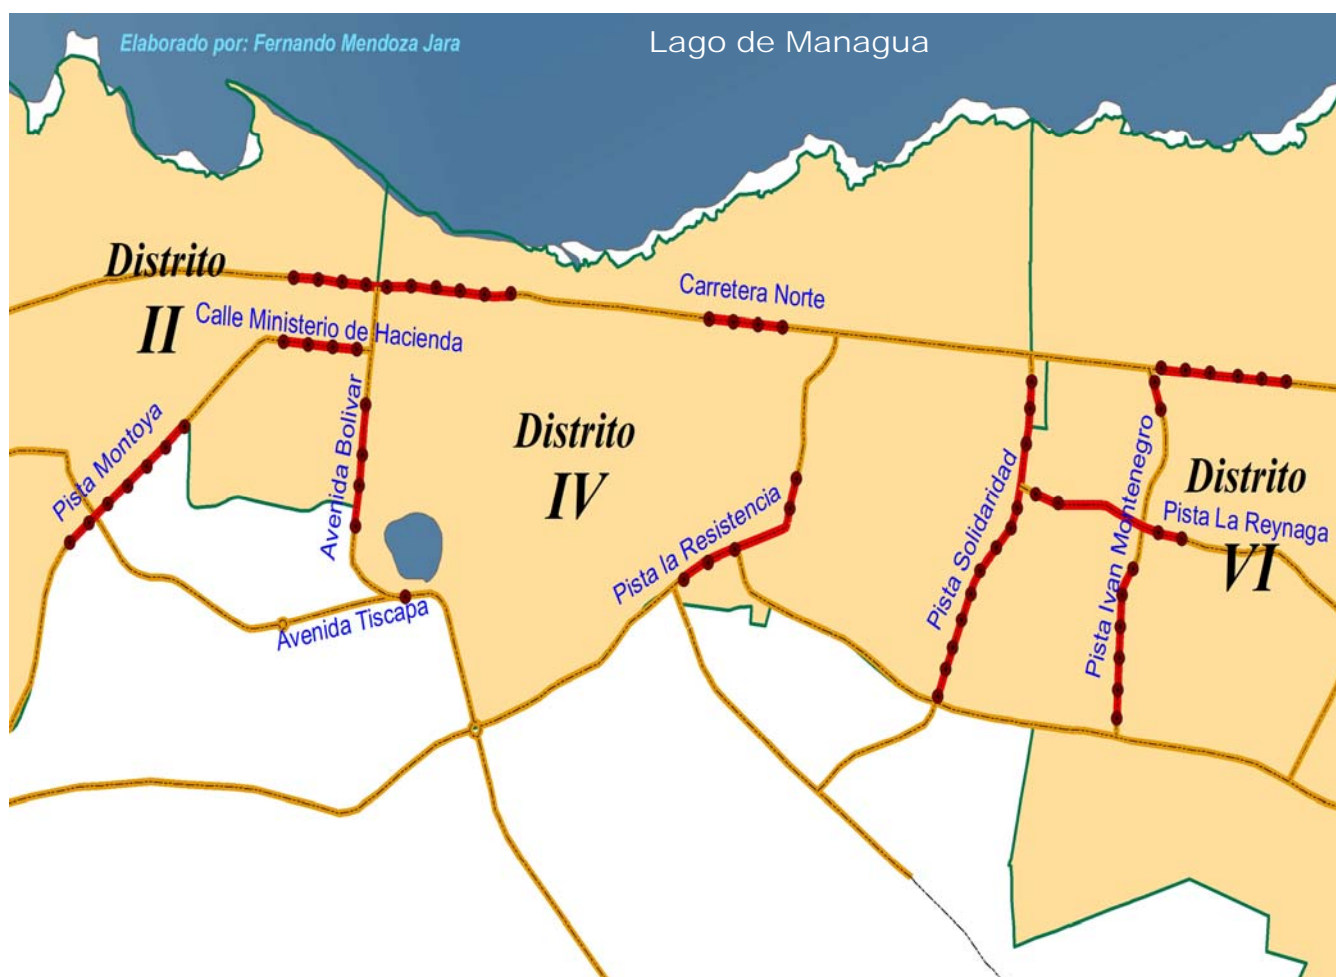 Elaborado por: Fernando Mendoza Jara
Lago de Managua
Distrito
II
Carretera Norte
Calle Ministerio de Hacienda
Pista Montoya
Avenida Bolivar
Distrito
IV
Pista la Resistencia
Pista Solidaridad
Pista Ivan Montenegro
Distrito
VI
Pista La Reynaga
Avenida Tiscapa